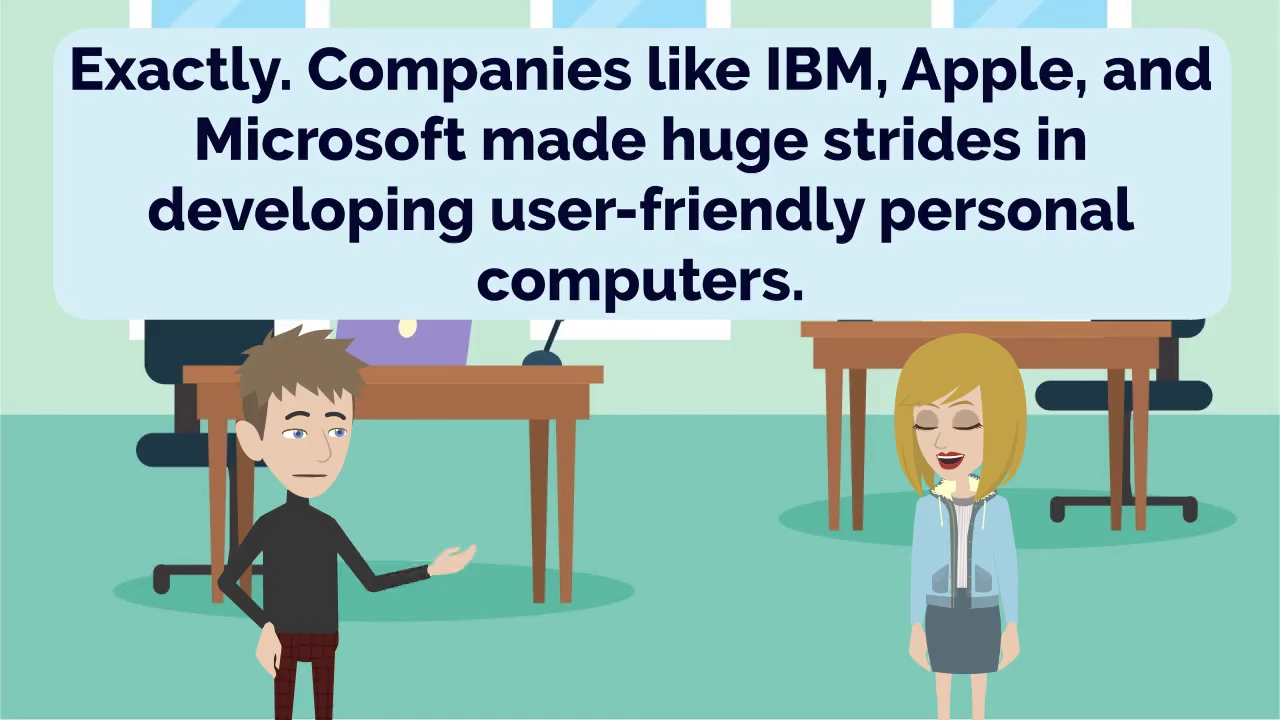 Exactly. Companies like IBM, Apple, and
Microsoft made huge strides in
developing user-friendly personal
computers.